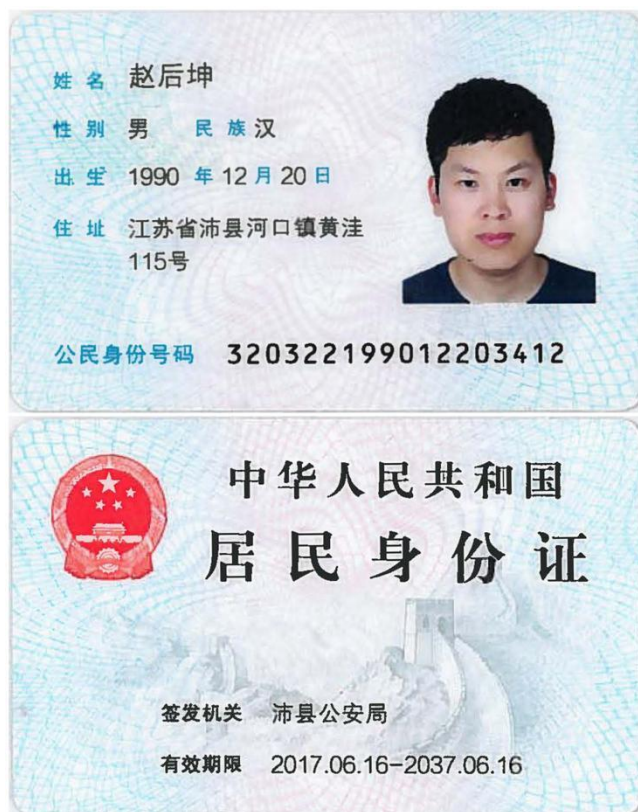 姓名 赵后坤
性别 男 民族 汉
出生 1990 年 12 月 20 日
住址 江苏省沛县河口镇黄洼
115号
公民身份号码 320322199012203412
中华人民共和国
居民身份证
签发机关 沛县公安局
有效期限 2017.06.16-2037.06.16